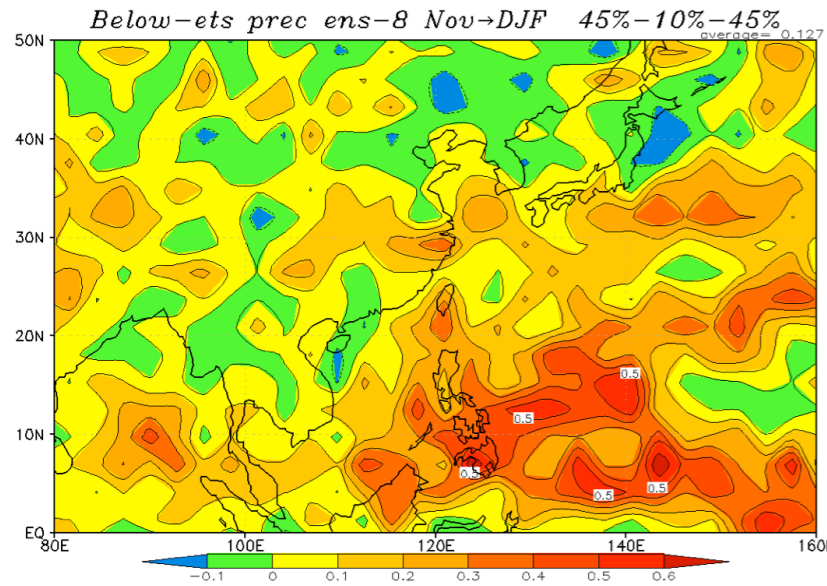 Below-ets prec ens-8 Nov→DJF 45%-10%-45%
average= 0.127
50N
40N
30N
20N
10N
EQ
0.5
0.5
0.5
0.5
0.5
80E 100E 120E 140E 160E
-0.1 0 0.1 0.2 0.3 0.4 0.5 0.6